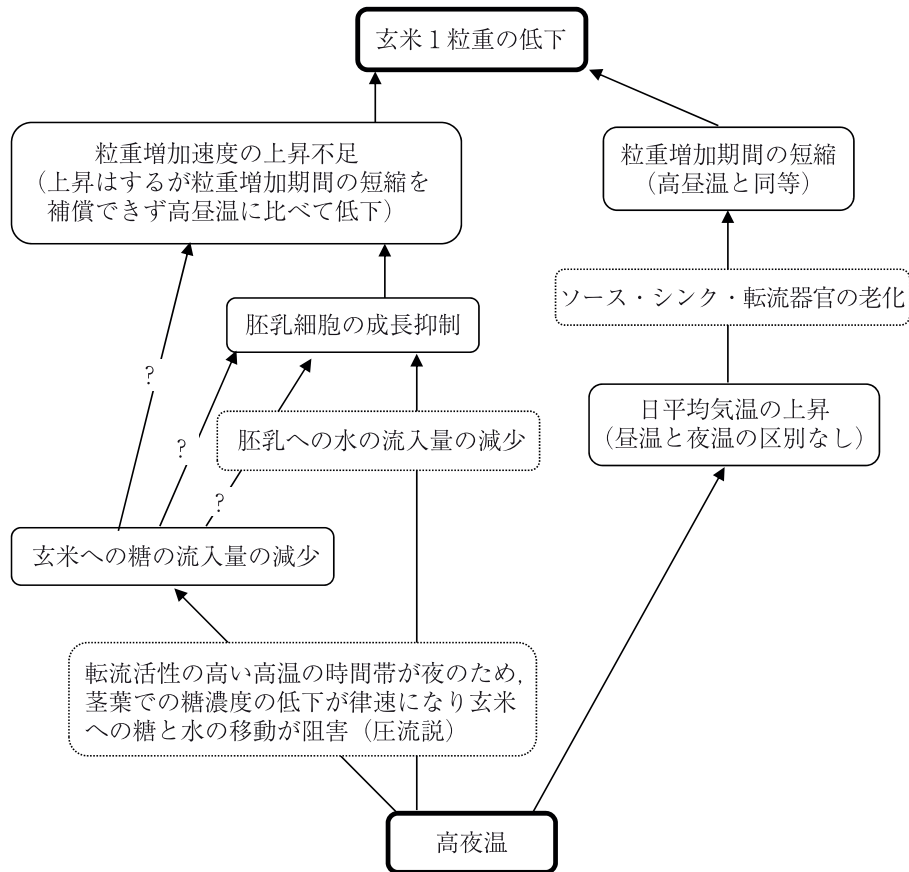 玄米１粒重の低下
粒重増加速度の上昇不足
（上昇はするが粒重増加期間の短縮を
補償できず高昼温に比べて低下）
粒重増加期間の短縮
（高昼温と同等）
ソース・シンク・転流器官の老化
胚乳細胞の成長抑制
?
日平均気温の上昇
（昼温と夜温の区別なし）
胚乳への水の流入量の減少
?
?
玄米への糖の流入量の減少
転流活性の高い高温の時間帯が夜のため,
茎葉での糖濃度の低下が律速になり玄米
への糖と水の移動が阻害（圧流説）
高夜温